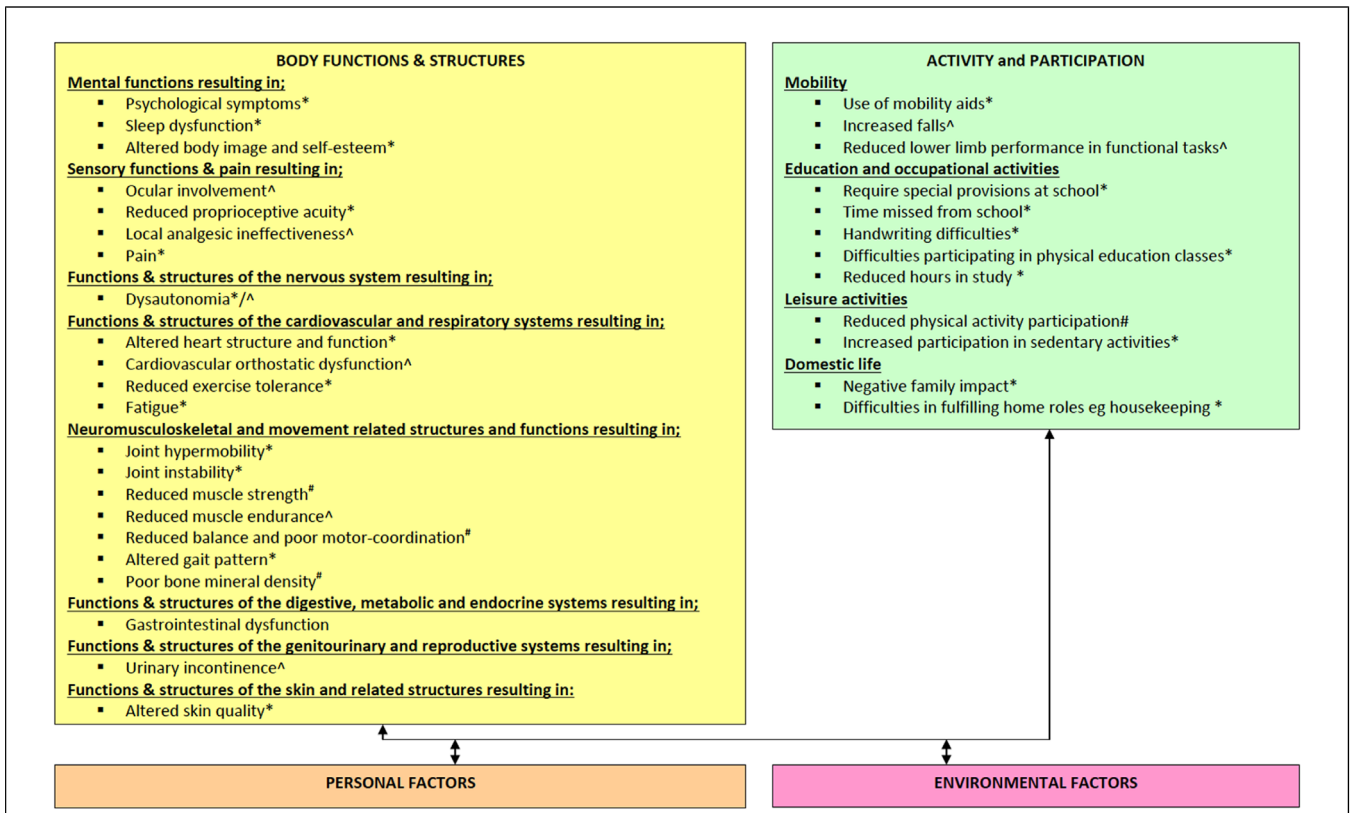 BODY FUNCTIONS & STRUCTURES
Mental functions resulting in;
▪ Psychological symptoms*
▪ Sleep dysfunction*
▪ Altered body image and self-esteem*
Sensory functions & pain resulting in;
▪ Ocular involvement^
▪ Reduced proprioceptive acuity*
▪ Local analgesic ineffectiveness^
▪ Pain*
Functions & structures of the nervous system resulting in;
▪ Dysautonomia*/^
Functions & structures of the cardiovascular and respiratory systems resulting in;
▪ Altered heart structure and function*
▪ Cardiovascular orthostatic dysfunction^
▪ Reduced exercise tolerance*
▪ Fatigue*
Neuromusculoskeletal and movement related structures and functions resulting in;
▪ Joint hypermobility*
▪ Joint instability*
▪ Reduced muscle strength#
▪ Reduced muscle endurance^
▪ Reduced balance and poor motor-coordination#
▪ Altered gait pattern*
▪ Poor bone mineral density#
Functions & structures of the digestive, metabolic and endocrine systems resulting in;
▪ Gastrointestinal dysfunction
Functions & structures of the genitourinary and reproductive systems resulting in;
▪ Urinary incontinence^
Functions & structures of the skin and related structures resulting in:
▪ Altered skin quality*
ACTIVITY and PARTICIPATION
Mobility
▪ Use of mobility aids*
▪ Increased falls^
▪ Reduced lower limb performance in functional tasks^
Education and occupational activities
▪ Require special provisions at school*
▪ Time missed from school*
▪ Handwriting difficulties*
▪ Difficulties participating in physical education classes*
▪ Reduced hours in study *
Leisure activities
▪ Reduced physical activity participation#
▪ Increased participation in sedentary activities*
Domestic life
▪ Negative family impact*
▪ Difficulties in fulfilling home roles eg housekeeping *
PERSONAL FACTORS
ENVIRONMENTAL FACTORS